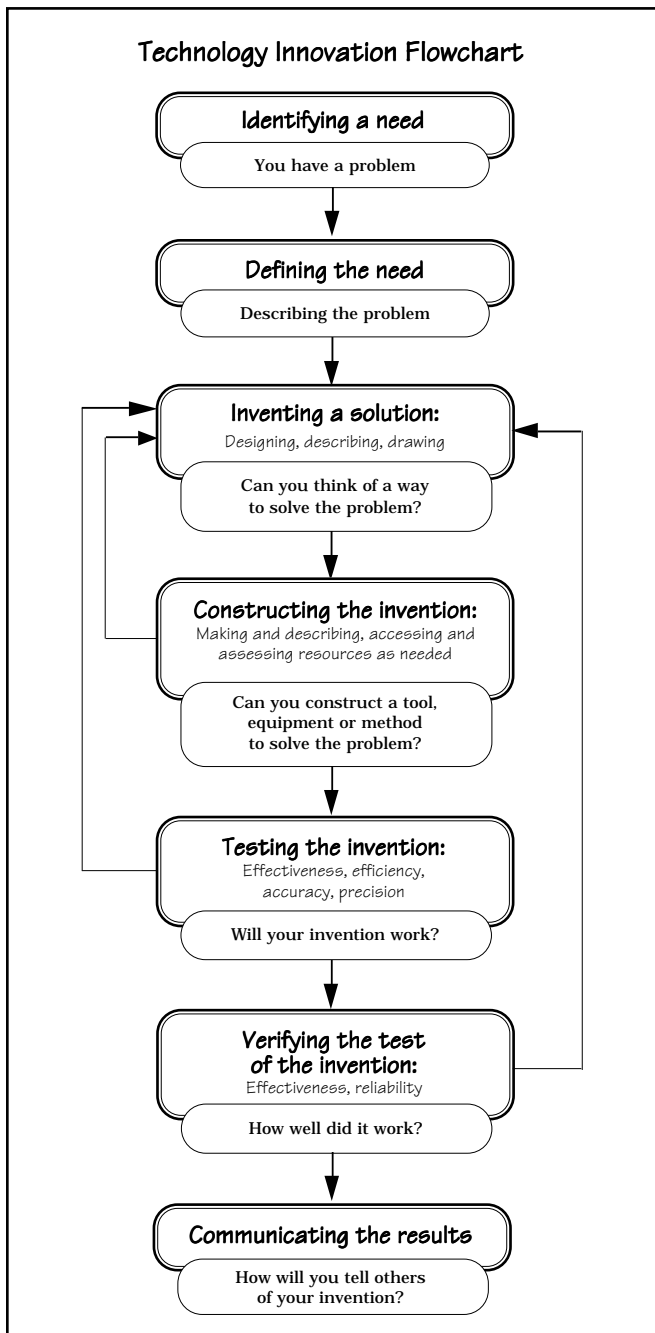 Technology Innovation Flowchart
Identifying a need
You have a problem
Defining the need
Describing the problem
Inventing a solution:
Designing, describing, drawing
Can you think of a way
to solve the problem?
Constructing the invention:
Making and describing, accessing and
assessing resources as needed
Can you construct a tool,
equipment or method
to solve the problem?
Testing the invention:
Effectiveness, efficiency,
accuracy, precision
Will your invention work?
Verifying the test
of the invention:
Effectiveness, reliability
How well did it work?
Communicating the results
How will you tell others
of your invention?